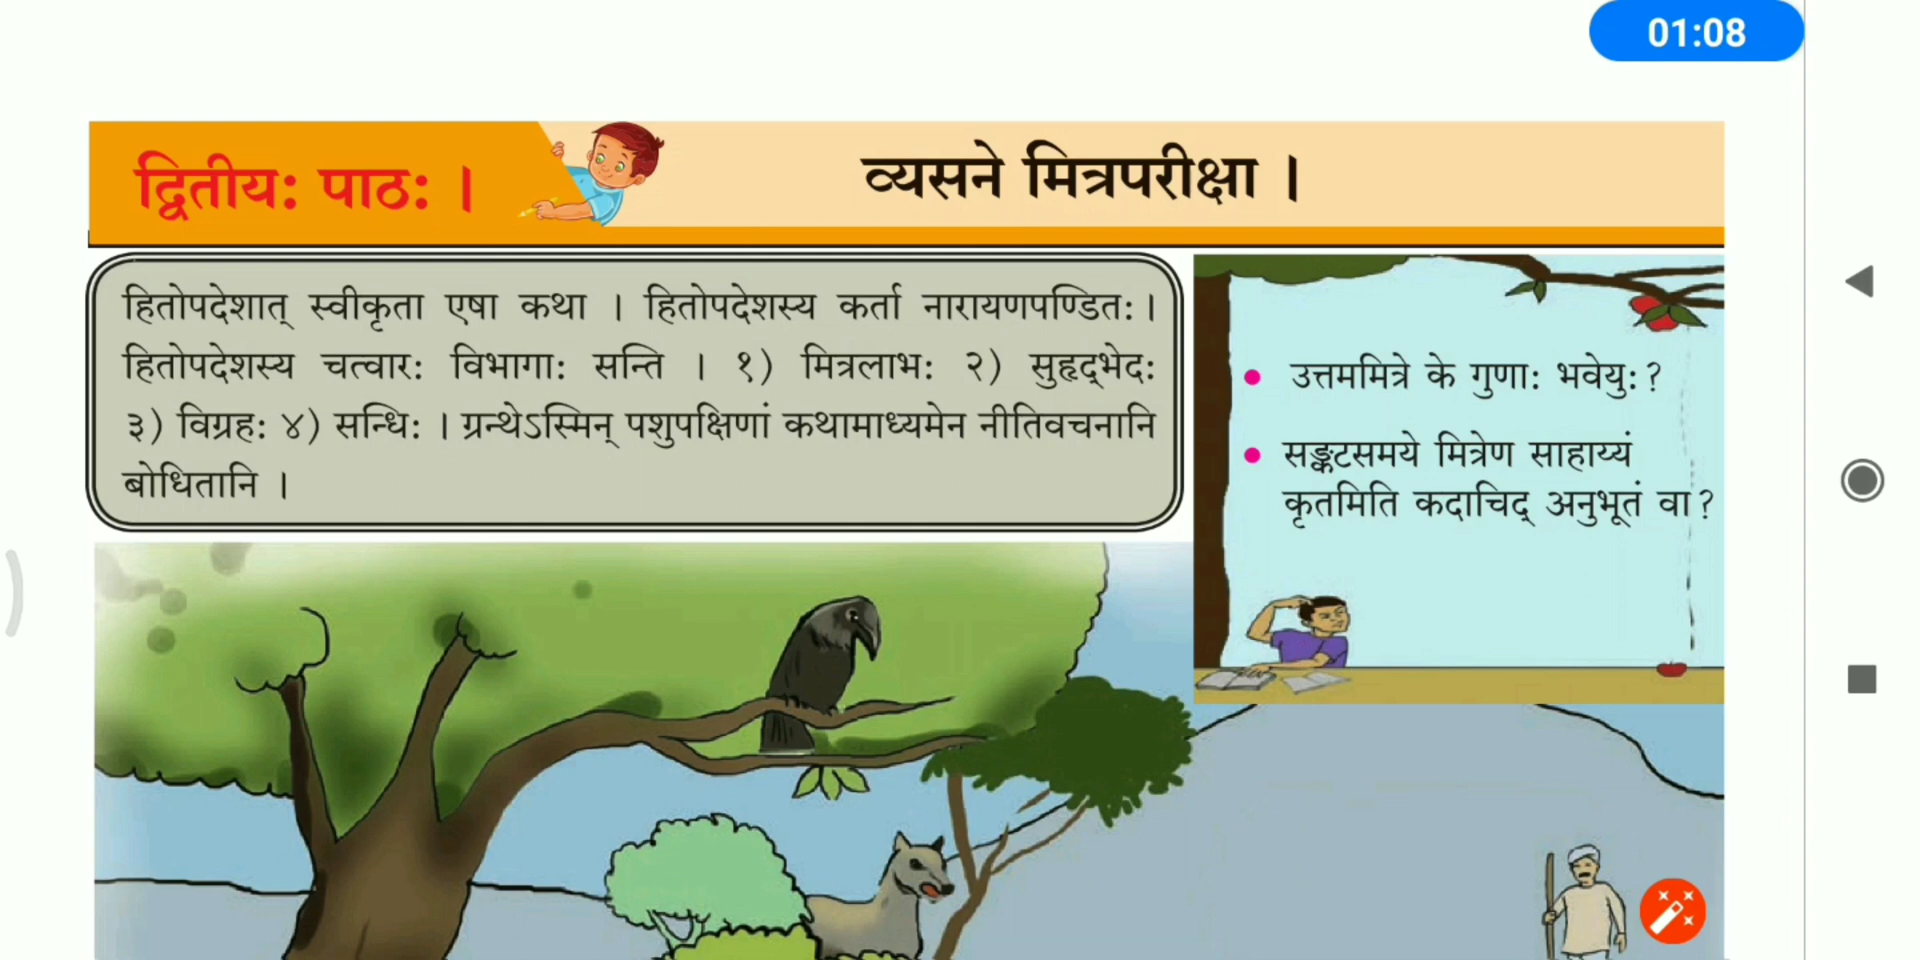 01:08
द्वितीयः पाठः ।
व्यसने मित्रपरीक्षा ।
हितोपदेशात् स्वीकृता एषा कथा । हितोपदेशस्य कर्ता नारायणपण्डितः ।
हितोपदेशस्य चत्वारः विभागाः सन्ति । १) मित्रलाभः २) सुहृद्‌भेदः
३) विग्रहः ४) सन्धिः । ग्रन्थेऽस्मिन् पशुपक्षिणां कथामाध्यमेन नीतिवचनानि
बोधितानि ।
• उत्तममित्रे के गुणाः भवेयुः ?
• सङ्कटसमये मित्रेण साहाय्यं
कृतमिति कदाचिद् अनुभूतं वा ?